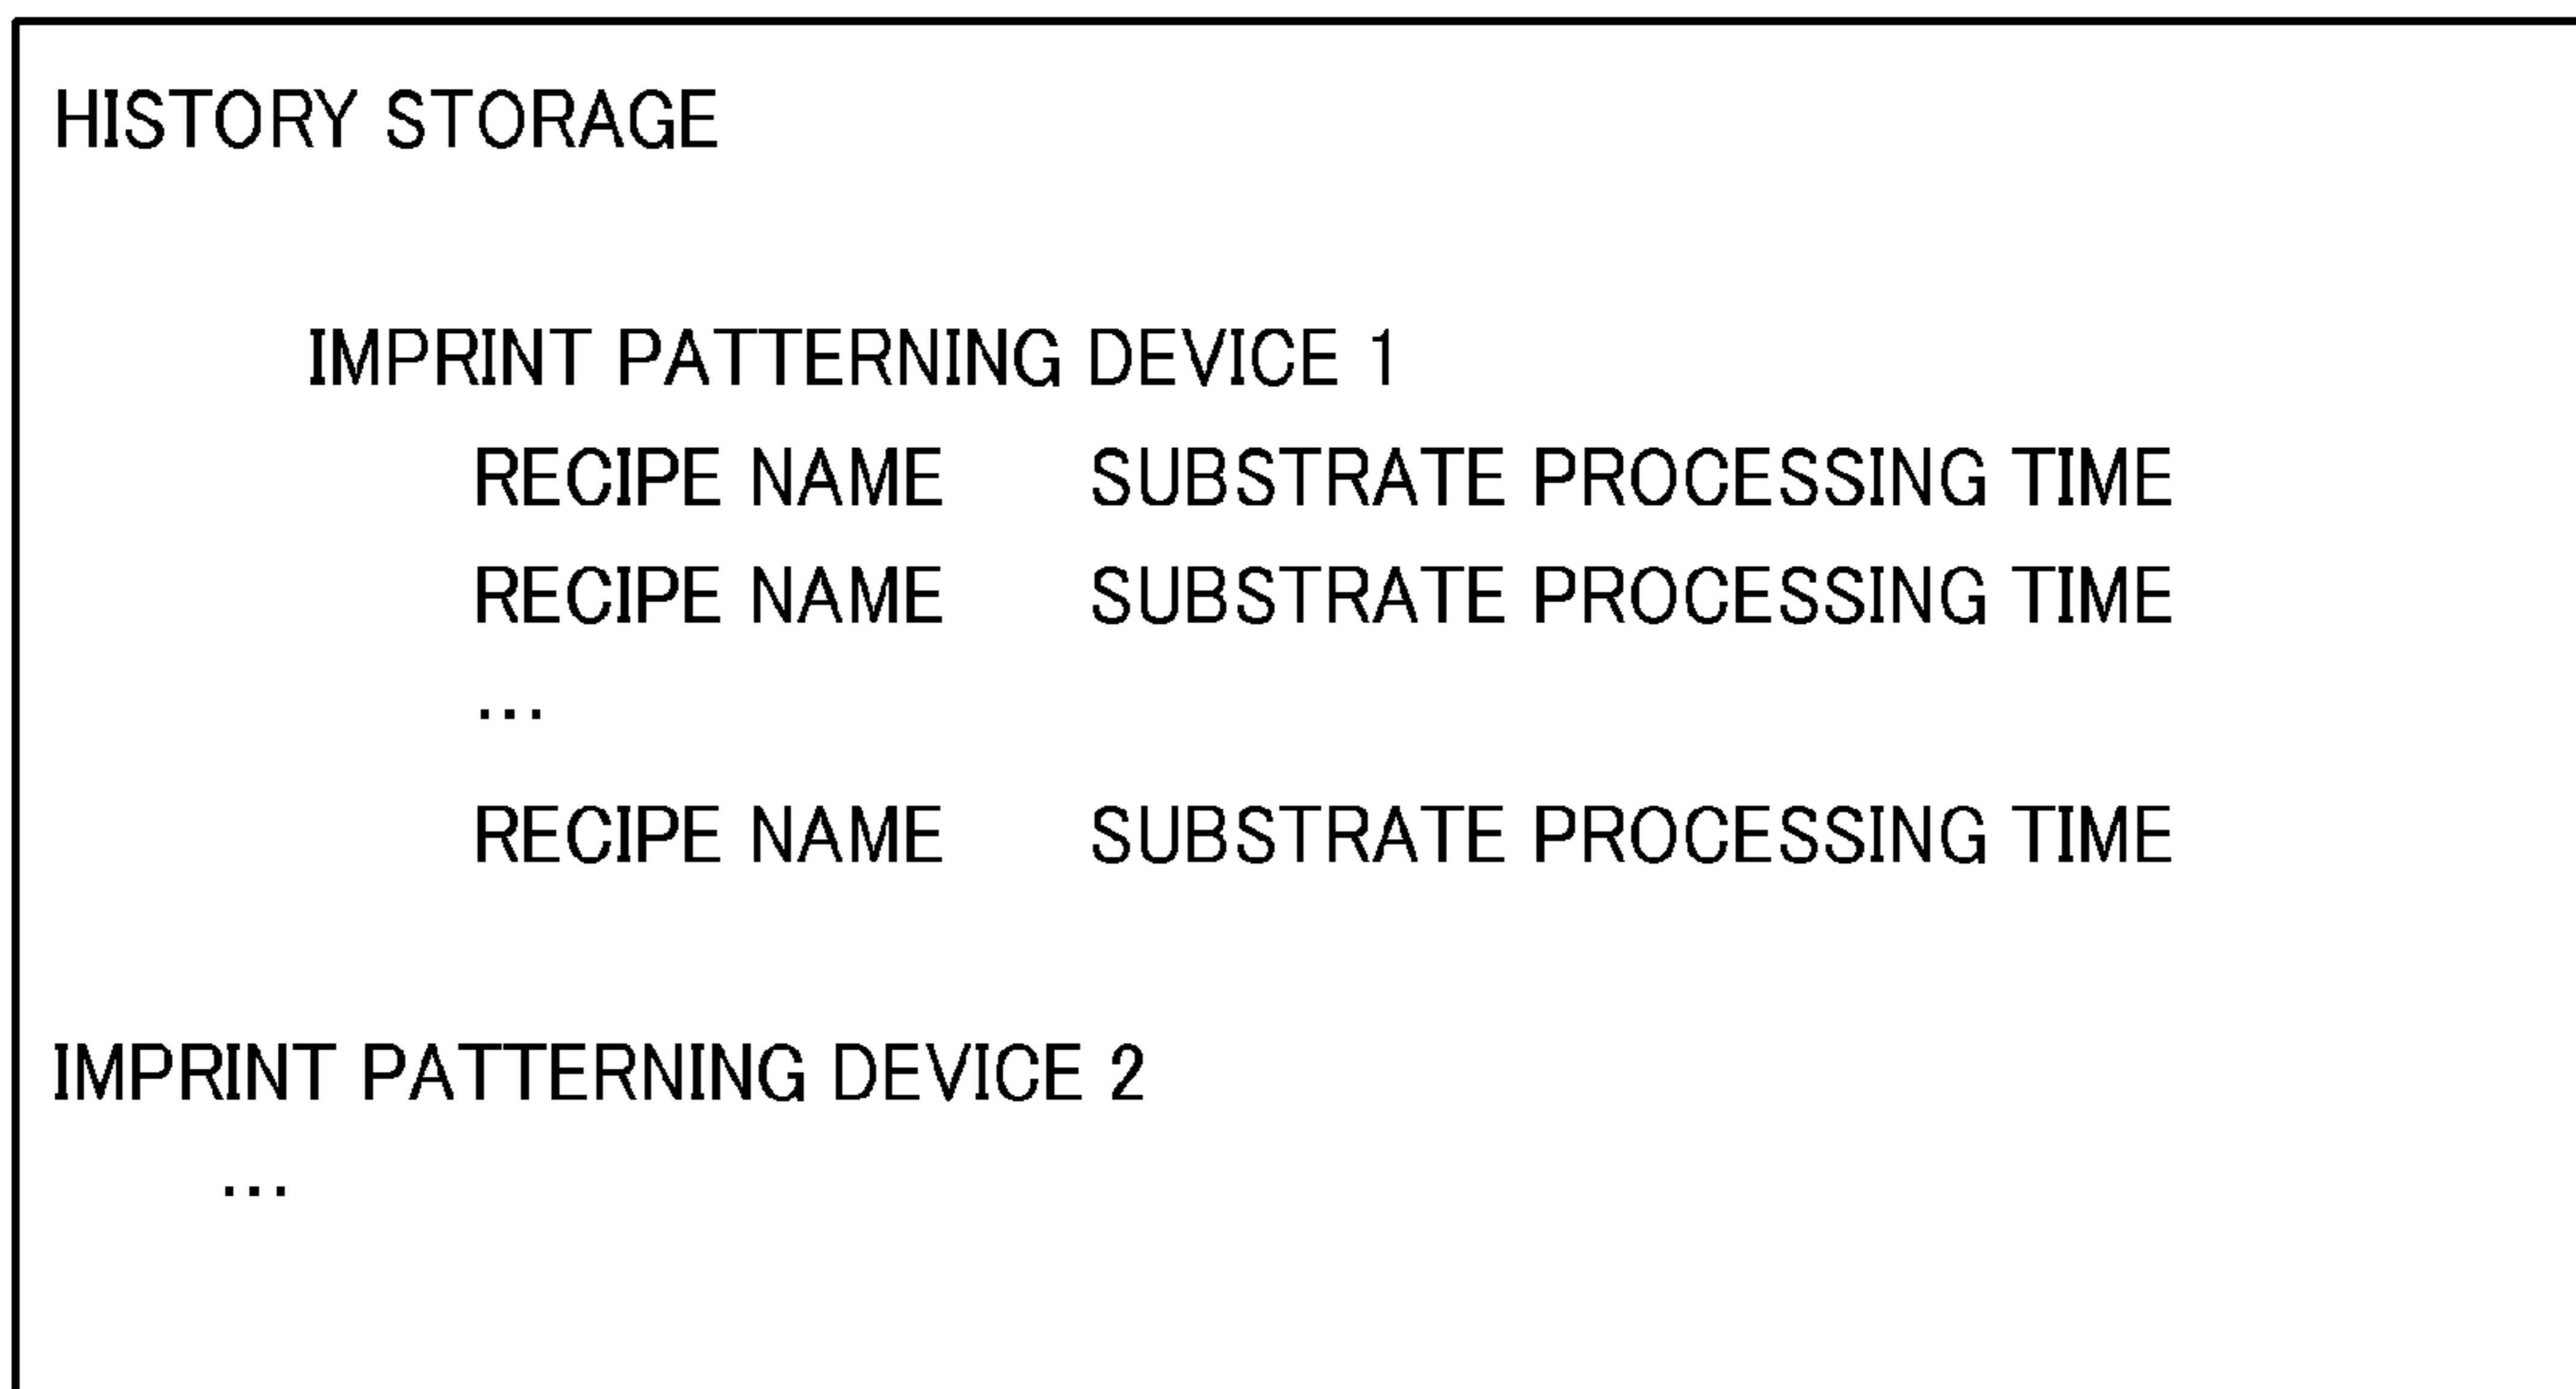 HISTORY STORAGE
IMPRINT PATTERNING DEVICE 1
RECIPE NAME SUBSTRATE PROCESSING TIME
RECIPE NAME SUBSTRATE PROCESSING TIME
...
RECIPE NAME SUBSTRATE PROCESSING TIME
IMPRINT PATTERNING DEVICE 2
...